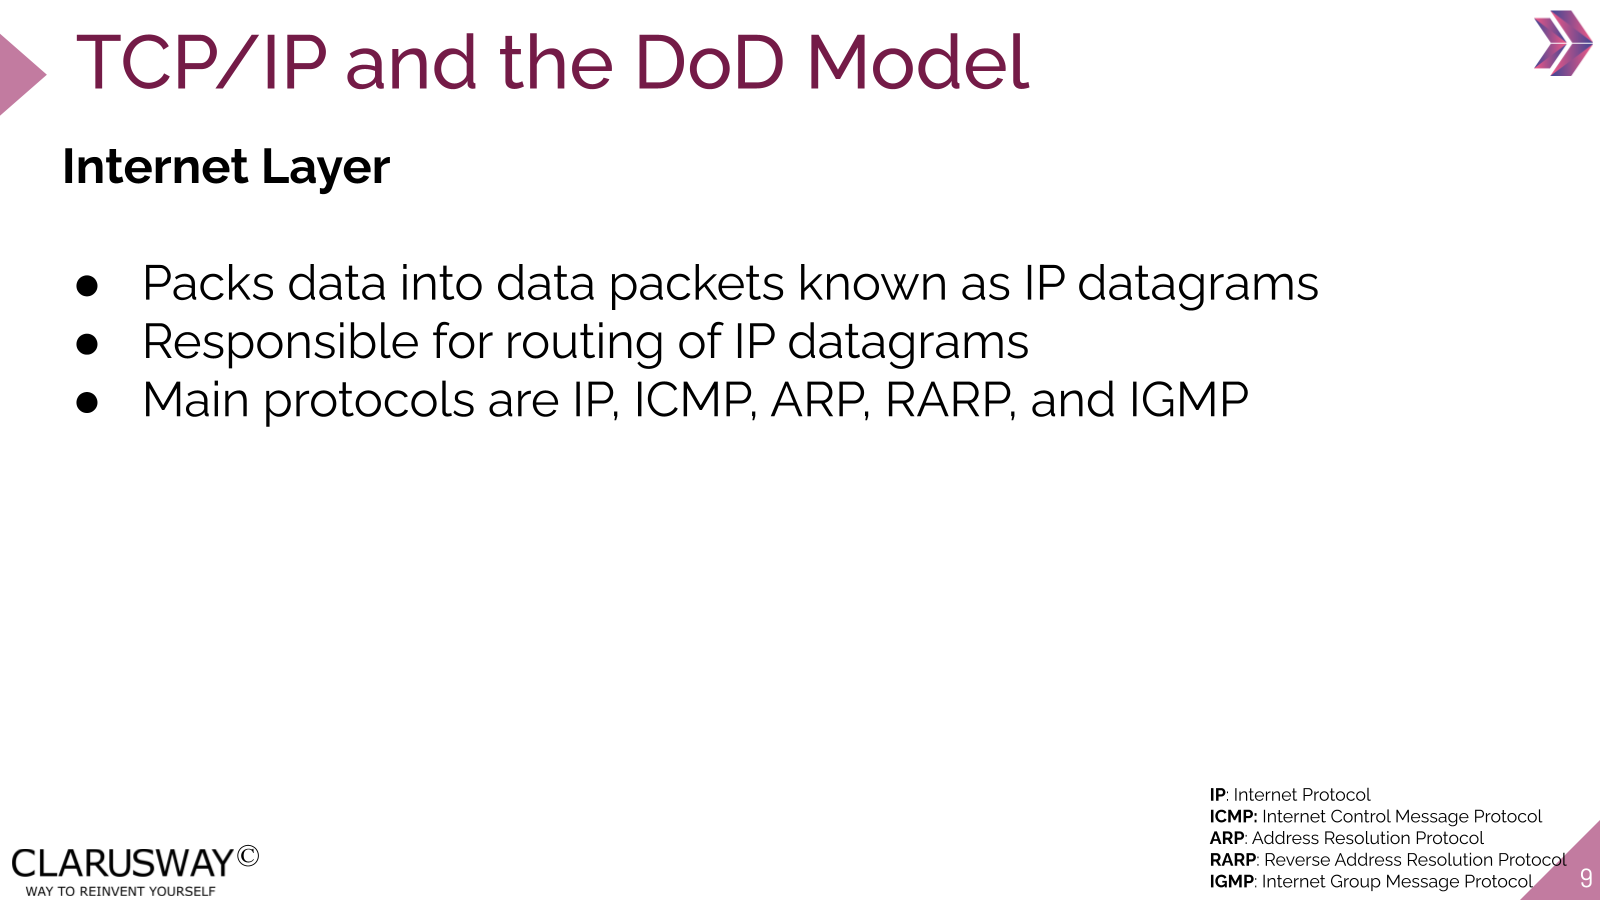 TCP/IP and the DoD Model
Internet Layer
● Packs data into data packets known as IP datagrams
● Responsible for routing of IP datagrams
● Main protocols are IP, ICMP, ARP, RARP, and IGMP
IP: Internet Protocol
ICMP: Internet Control Message Protocol
ARP: Address Resolution Protocol
RARP: Reverse Address Resolution Protocol
IGMP: Internet Group Message Protocol
CLARUSWAY©
WAY TO REINVENT YOURSELF
9